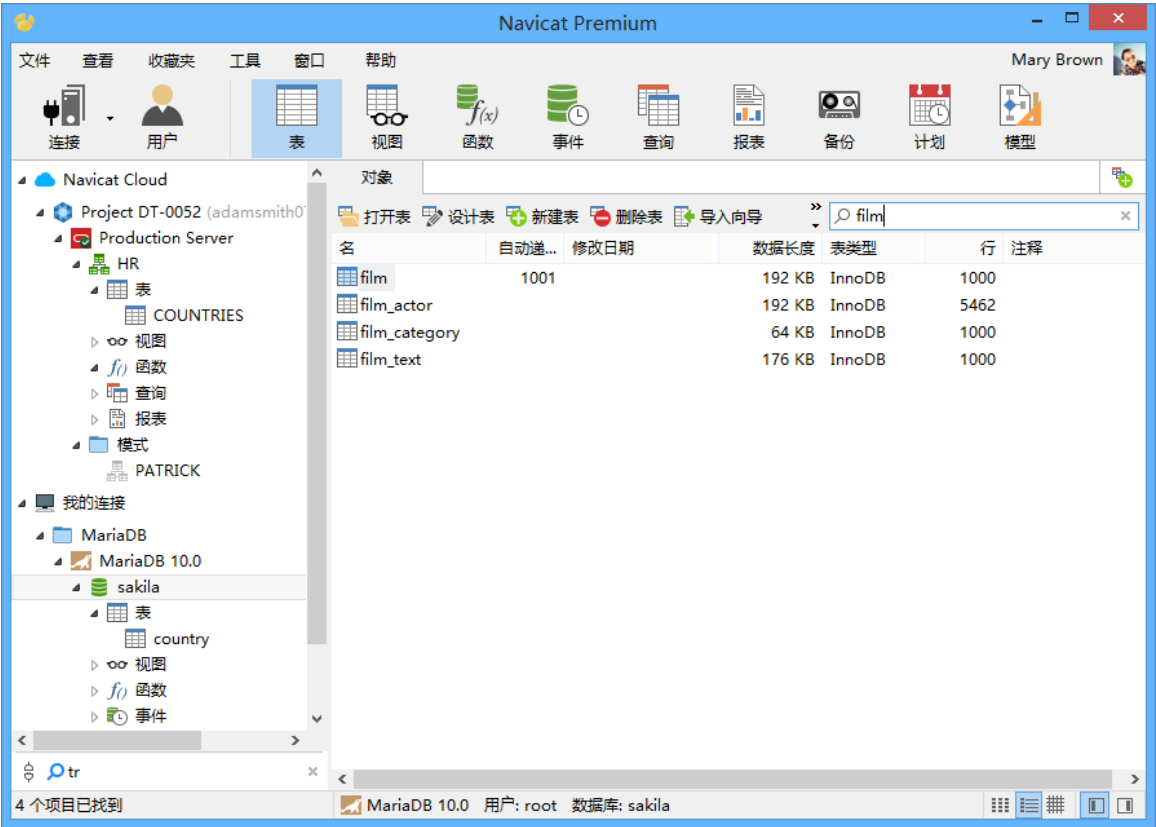 Navicat Premium
文件 查看 收藏夹 工具 窗口 帮助 Mary Brown
连接 用户 表 视图 函数 事件 查询 报表 备份 计划 模型
Navicat Cloud
Project DT-0052 (adamsmith0
Production Server
HR
表
COUNTRIES
视图
函数
查询
报表
模式
PATRICK
我的连接
MariaDB
MariaDB 10.0
sakila
表
country
视图
函数
事件
tr
4 个项目已找到
对象
打开表 设计表 新建表 删除表 导入向导 » film
名 自动递... 修改日期 数据长度 表类型 行 注释
film 1001 192 KB InnoDB 1000
film_actor 192 KB InnoDB 5462
film_category 64 KB InnoDB 1000
film_text 176 KB InnoDB 1000
MariaDB 10.0 用户: root 数据库: sakila